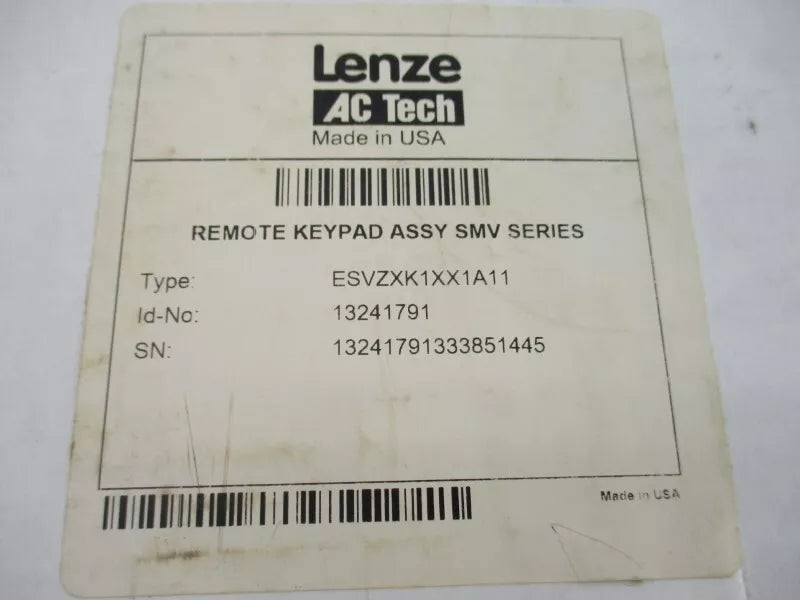 Lenze
AC Tech
Made in USA
REMOTE KEYPAD ASSY SMV SERIES
Type: ESVZXK1XX1A11
Id-No: 13241791
SN: 13241791333851445
Made in USA